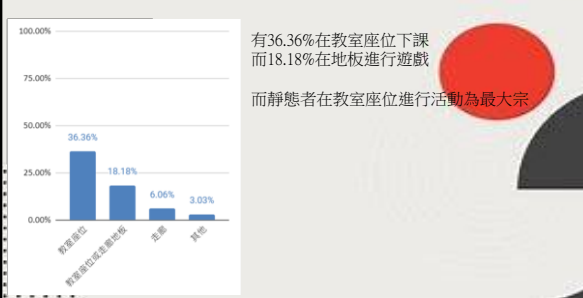 100.00%
75.00%
50.00%
25.00%
0.00%
36.36%
18.18%
6.06%
3.03%
教室座位
教室座位或走廊地板
走廊
其他
有36.36%在教室座位下課
而18.18%在地板進行遊戲
而靜態者在教室座位進行活動為最大宗